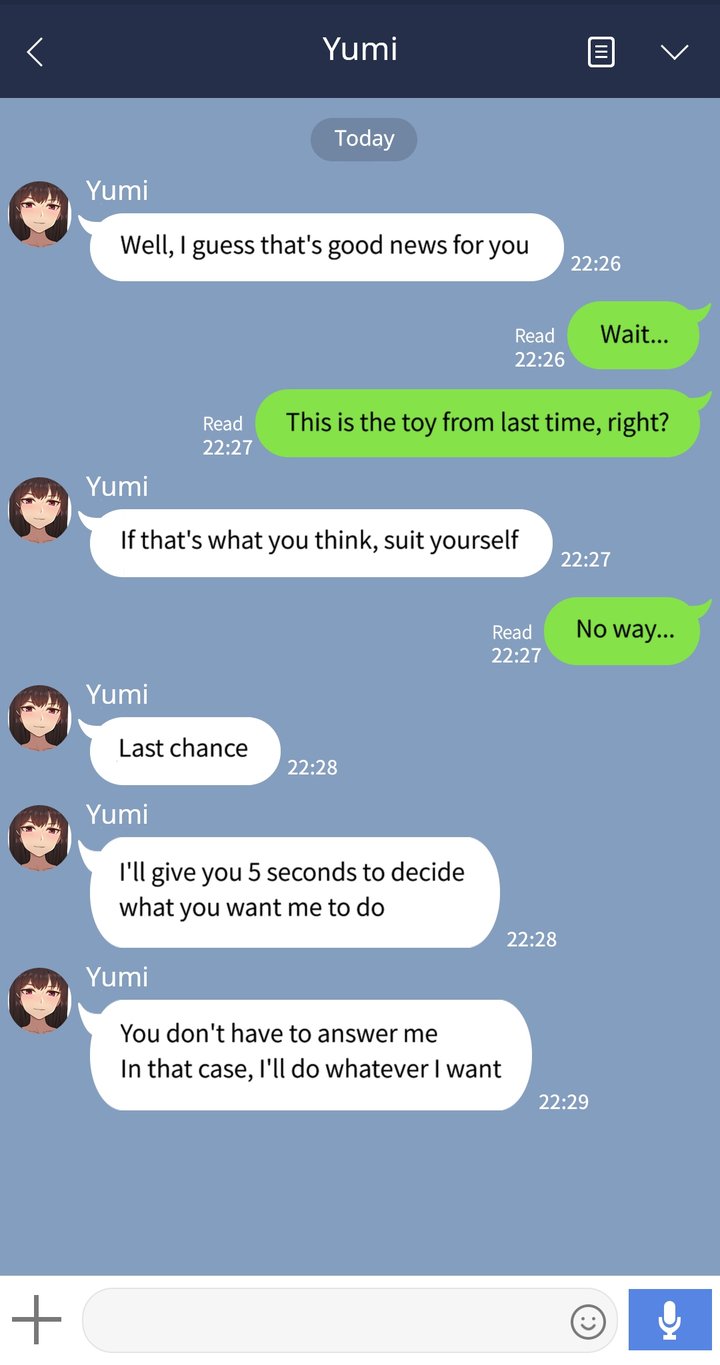 Yumi
Today
Yumi
Well, I guess that's good news for you
22:26
Wait...
Read
22:26
This is the toy from last time, right?
Read
22:27
Yumi
If that's what you think, suit yourself
22:27
No way...
Read
22:27
Yumi
Last chance
22:28
Yumi
I'll give you 5 seconds to decide
what you want me to do
22:28
Yumi
You don't have to answer me
In that case, I'll do whatever I want
22:29